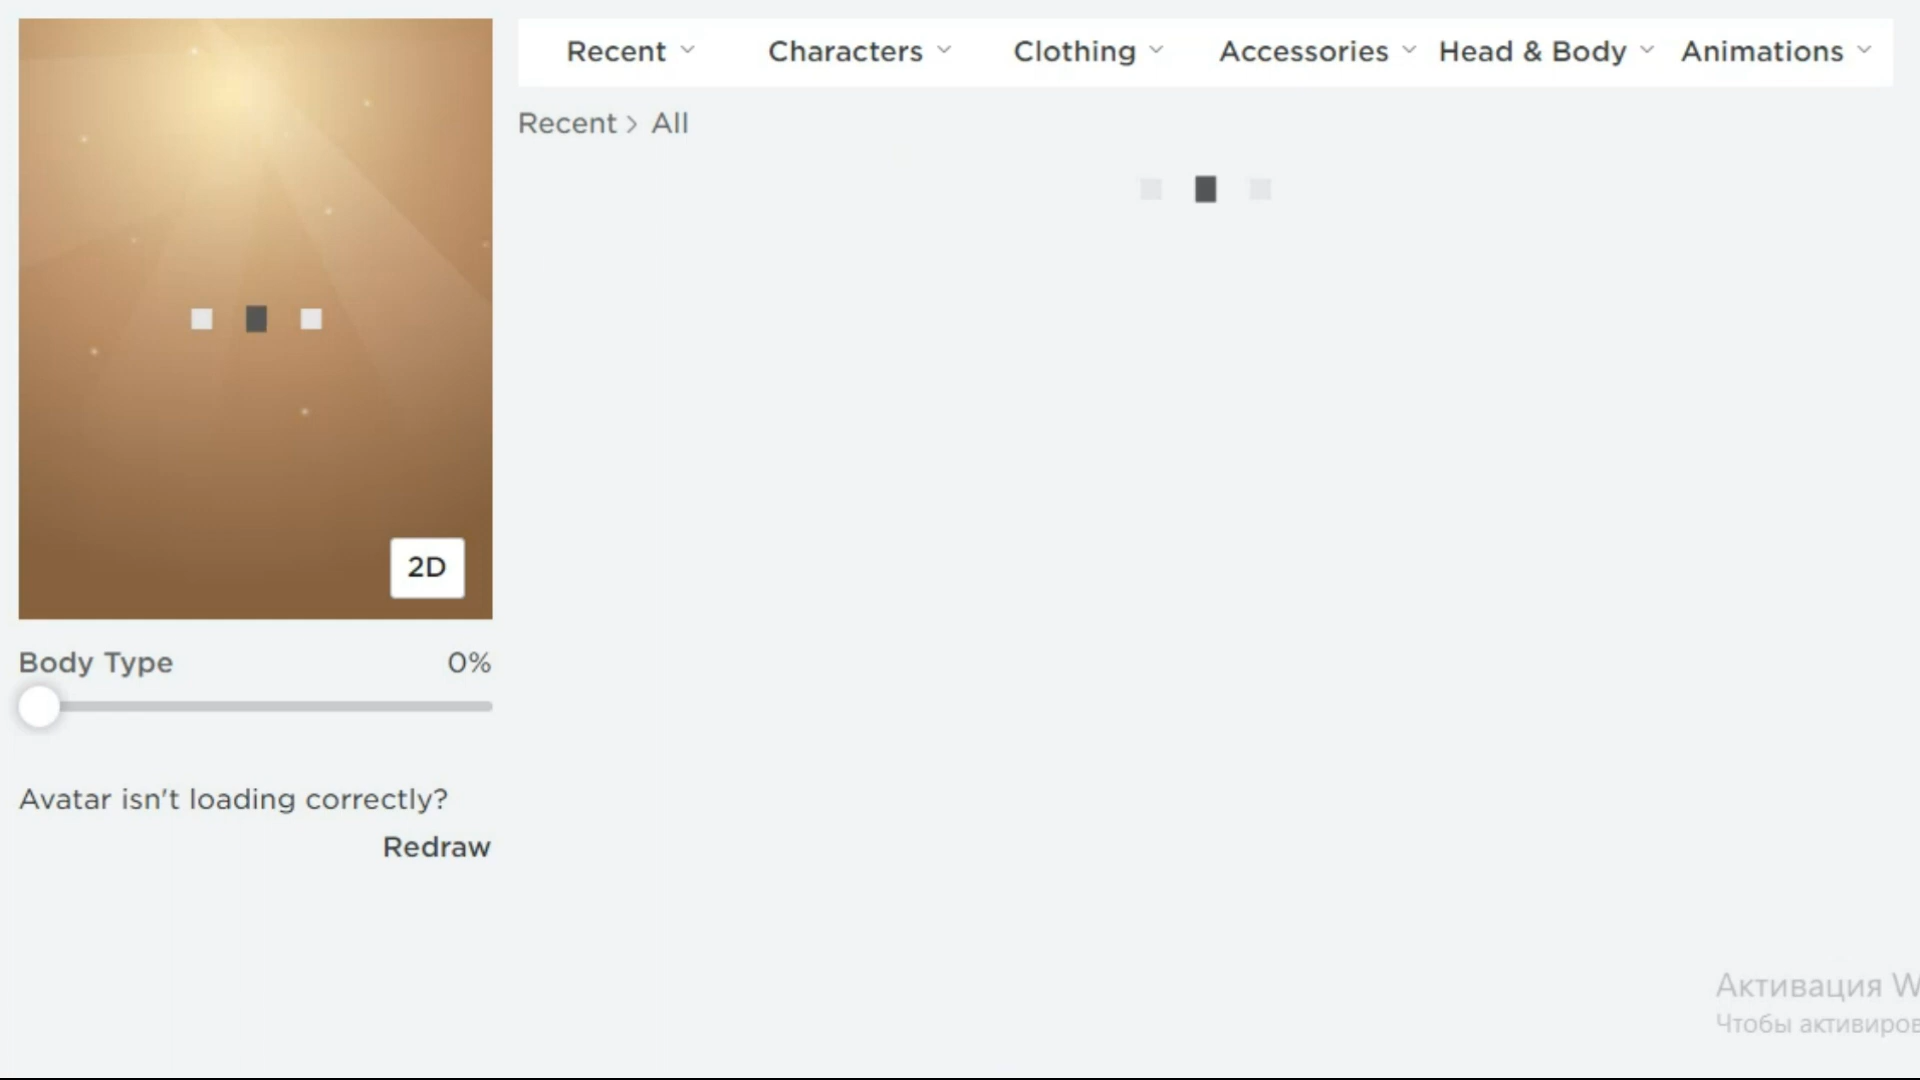 Recent Characters Clothing Accessories Head & Body Animations
Recent > All
2D
Body Type 0%
Avatar isn't loading correctly?
Redraw
Активация W
Чтобы